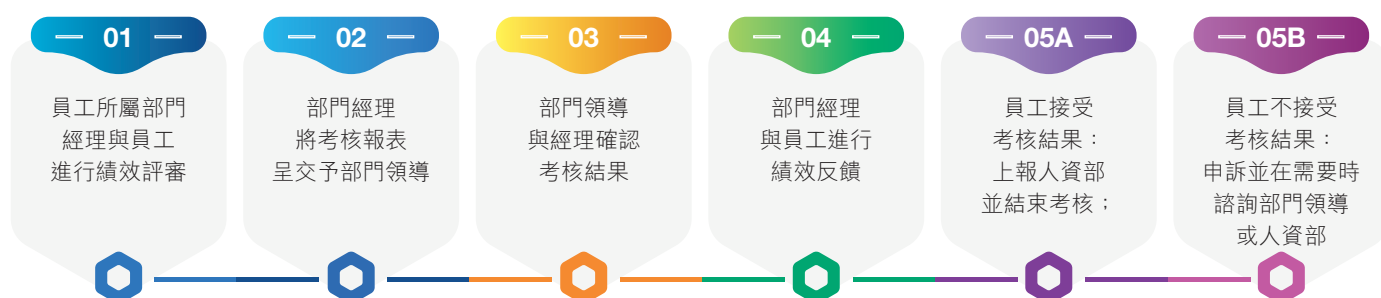 01
員工所屬部門
經理與員工
進行績效評審
02
部門經理
將考核報表
呈交予部門領導
03
部門領導
與經理確認
考核結果
04
部門經理
與員工進行
績效反饋
05A
員工接受
考核結果：
上報人資部
並結束考核；
05B
員工不接受
考核結果：
申訴並在需要時
諮詢部門領導
或人資部